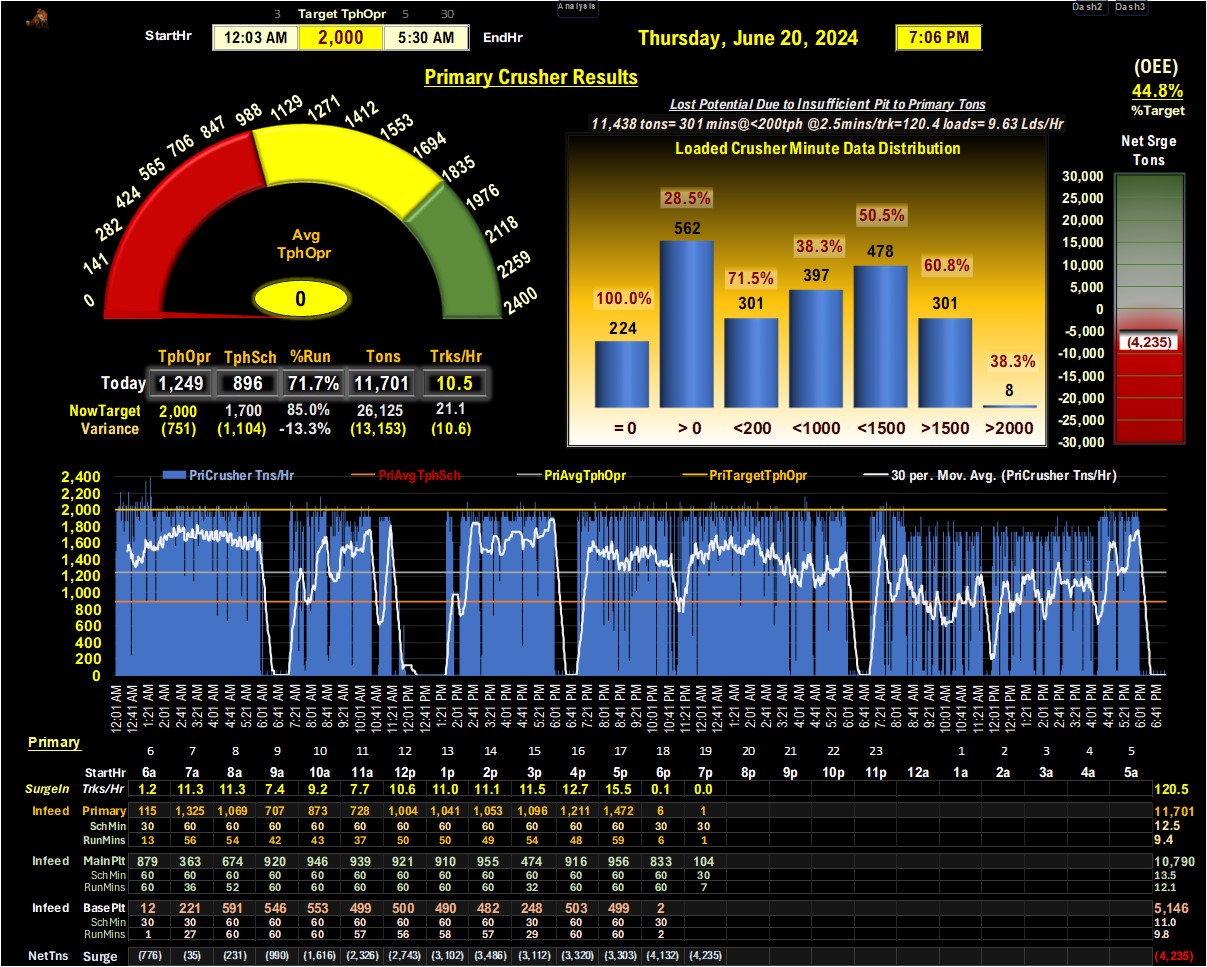 Analysis
Dash2 Dash3
3 Target TphOpr 5 30
StartHr 12:03 AM 2,000 5:30 AM EndHr
Thursday, June 20, 2024 7:06 PM
Primary Crusher Results
(OEE)
44.8%
%Target
Net Srge
Tons
Lost Potential Due to Insufficient Pit to Primary Tons
11,438 tons= 301 mins@<200tph @2.5mins/trk=120.4 loads= 9.63 Lds/Hr
0 141 282 424 565 706 847 988 1129 1271 1412 1553 1694 1835 1976 2118 2259 2400
Avg
TphOpr
0
Loaded Crusher Minute Data Distribution
100.0% 28.5% 71.5% 38.3% 50.5% 60.8% 38.3%
224 562 301 397 478 301 8
= 0 > 0 <200 <1000 <1500 >1500 >2000
30,000
25,000
20,000
15,000
10,000
5,000
0
-5,000
-10,000
-15,000
-20,000
-25,000
-30,000
(4,235)
TphOpr TphSch %Run Tons Trks/Hr
Today 1,249 896 71.7% 11,701 10.5
NowTarget 2,000 1,700 85.0% 26,125 21.1
Variance (751) (1,104) -13.3% (13,153) (10.6)
PriCrusher Tns/Hr PriAvgTphSch PriAvgTphOpr PriTargetTphOpr 30 per. Mov. Avg. (PriCrusher Tns/Hr)
2,400
2,200
2,000
1,800
1,600
1,400
1,200
1,000
800
600
400
200
0
12:01 AM 12:41 AM 1:21 AM 2:01 AM 2:41 AM 3:21 AM 4:01 AM 4:41 AM 5:21 AM 6:01 AM 6:41 AM 7:21 AM 8:01 AM 8:41 AM 9:21 AM 10:01 AM 10:41 AM 11:21 AM 12:01 PM 12:41 PM 1:21 PM 2:01 PM 2:41 PM 3:21 PM 4:01 PM 4:41 PM 5:21 PM 6:01 PM 6:41 PM 7:21 PM 8:01 PM 8:41 PM 9:21 PM 10:01 PM 10:41 PM 11:21 PM 12:01 AM 12:41 AM 1:21 AM 2:01 AM 2:41 AM 3:21 AM 4:01 AM 4:41 AM 5:21 AM 6:01 AM 6:41 AM 7:21 AM 8:01 AM 8:41 AM 9:21 AM 10:01 AM 10:41 AM 11:21 AM 12:01 PM 12:41 PM 1:21 PM 2:01 PM 2:41 PM 3:21 PM 4:01 PM 4:41 PM 5:21 PM 6:01 PM 6:41 PM
Primary
6 7 8 9 10 11 12 13 14 15 16 17 18 19 20 21 22 23 1 2 3 4 5
StartHr 6a 7a 8a 9a 10a 11a 12p 1p 2p 3p 4p 5p 6p 7p 8p 9p 10p 11p 12a 1a 2a 3a 4a 5a
SurgeIn Trks/Hr 1.2 11.3 11.3 7.4 9.2 7.7 10.6 11.0 11.1 11.5 12.7 15.5 0.1 0.0 120.5
Infeed Primary 115 1,325 1,069 707 873 728 1,004 1,041 1,053 1,096 1,211 1,472 6 1 11,701
SchMin 30 60 60 60 60 60 60 60 60 60 60 60 30 30 12.5
RunMins 13 56 54 42 43 37 50 50 49 54 48 59 6 1 9.4
Infeed MainPlt 879 363 674 920 946 939 921 910 955 474 916 956 833 104 10,790
SchMin 60 60 60 60 60 60 60 60 60 60 60 60 60 30 13.5
RunMins 60 36 52 60 60 60 60 60 60 32 60 60 60 7 12.1
Infeed BasePlt 12 221 591 546 553 499 500 490 482 248 503 499 2 5,146
SchMin 30 30 60 60 60 60 60 60 60 30 60 60 30 11.0
RunMins 1 27 60 60 60 57 56 58 57 29 60 60 2 9.8
NetTns Surge (776) (35) (231) (990) (1,616) (2,326) (2,743) (3,102) (3,486) (3,112) (3,320) (3,303) (4,132) (4,235) (4,235)